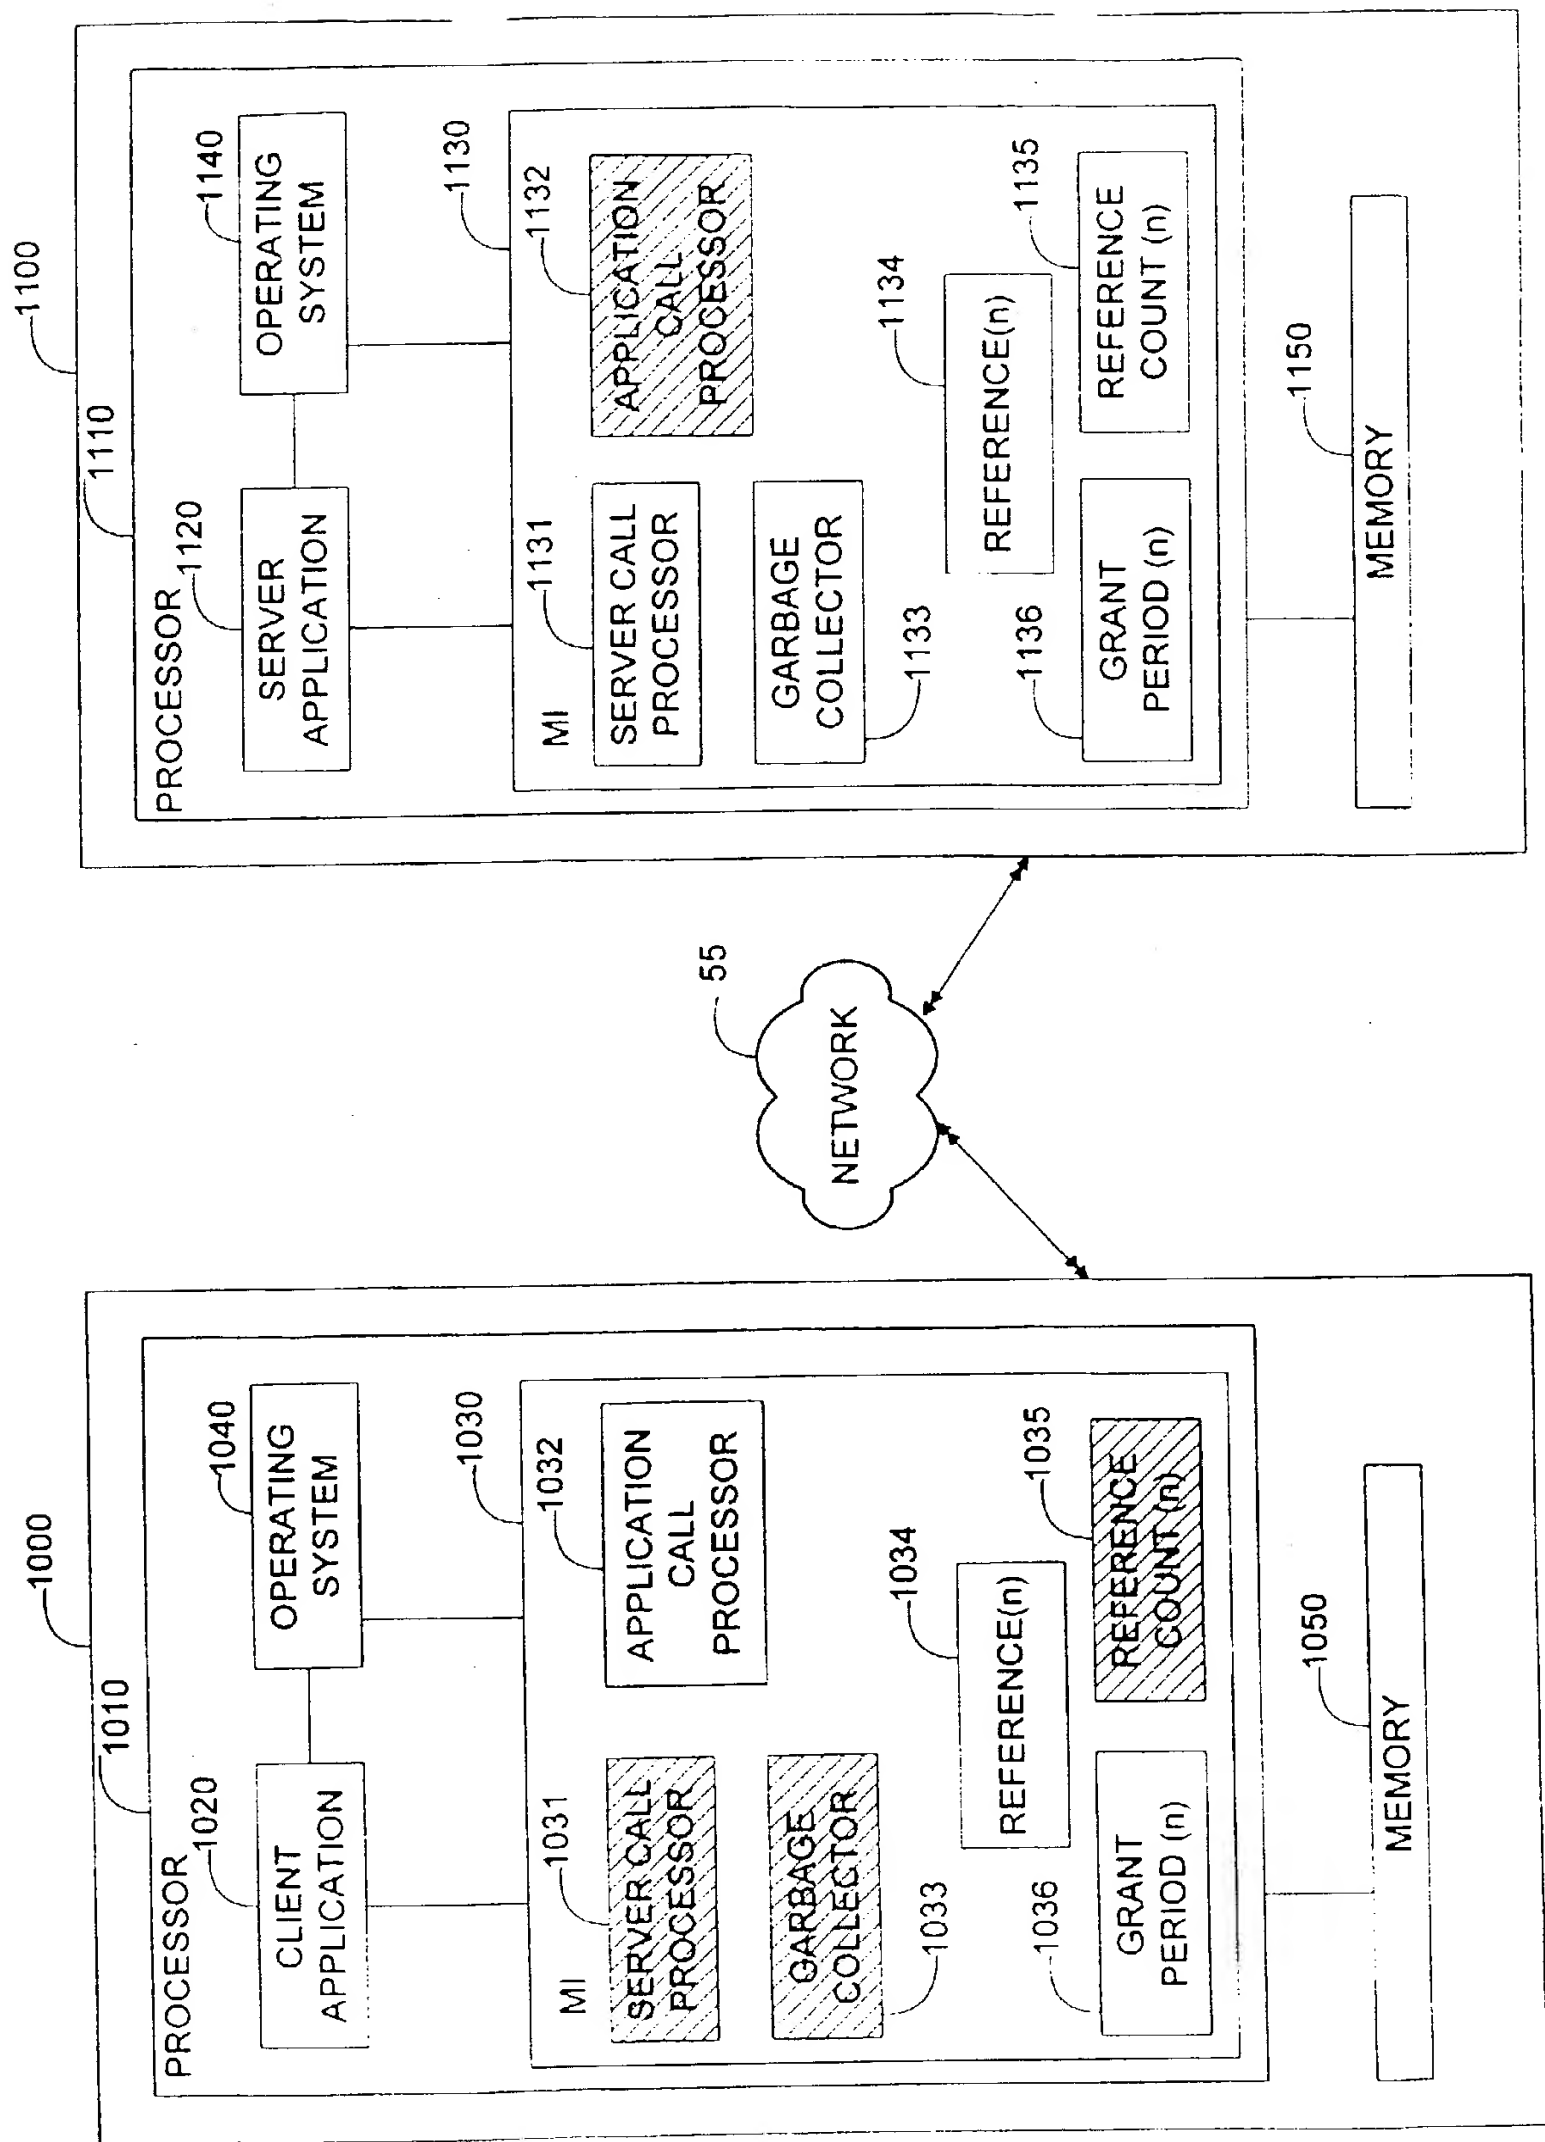 1000
1010
PROCESSOR
1020
CLIENT
APPLICATION
1040
OPERATING
SYSTEM
1030
MI
1031
SERVER CALL
PROCESSOR
1032
APPLICATION
CALL
PROCESSOR
GARBAGE
COLLECTOR
1033
1034
REFERENCE(n)
1036
GRANT
PERIOD (n)
1035
REFERENCE
COUNT (n)
1050
MEMORY
55
NETWORK
1100
1110
PROCESSOR
1120
SERVER
APPLICATION
1140
OPERATING
SYSTEM
1130
MI
1131
SERVER CALL
PROCESSOR
1132
APPLICATION
CALL
PROCESSOR
GARBAGE
COLLECTOR
1133
1134
REFERENCE(n)
1136
GRANT
PERIOD (n)
1135
REFERENCE
COUNT (n)
1150
MEMORY